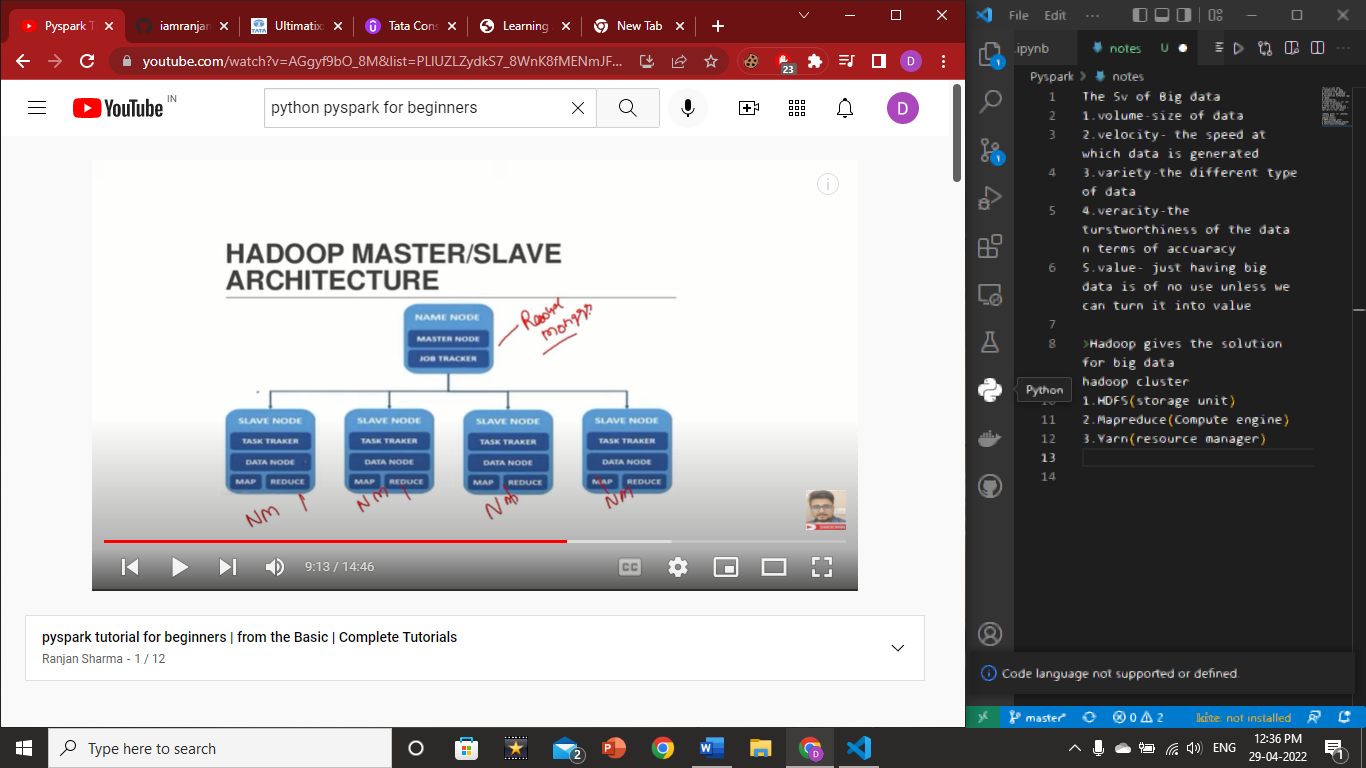 Pyspark T
iamranjan
Ultimatix
Tata Cons
Learning
New Tab
File Edit ...
youtube.com/watch?v=AGgyf9bO_8M&list=PLlUZLZydkS7_8WnK8fMENmJF...
23
D
YouTube IN
python pyspark for beginners
D
HADOOP MASTER/SLAVE
ARCHITECTURE
NAME NODE
MASTER NODE
JOB TRACKER
SLAVE NODE SLAVE NODE SLAVE NODE SLAVE NODE
TASK TRAKER TASK TRAKER TASK TRAKER TASK TRAKER
DATA NODE DATA NODE DATA NODE DATA NODE
MAP REDUCE MAP REDUCE MAP REDUCE MAP REDUCE
NM NM NM NM
9:13 / 14:46
CC
pyspark tutorial for beginners | from the Basic | Complete Tutorials
Ranjan Sharma - 1 / 12
.ipynb
notes U
Pyspark > notes
1 The 5v of Big data
2 1.volume-size of data
3 2.velocity- the speed at
which data is generated
4 3.variety-the different type
of data
5 4.veracity-the
turstworthiness of the data
n terms of accuaracy
6 5.value- just having big
data is of no use unless we
can turn it into value
7
8 >Hadoop gives the solution
for big data
hadoop cluster
10 1.HDFS(storage unit)
11 2.Mapreduce(Compute engine)
12 3.Yarn(resource manager)
13
14
1
1
Python
Code language not supported or defined.
master* 0 2 kite: not installed
Type here to search
2
ENG
12:36 PM
29-04-2022
1